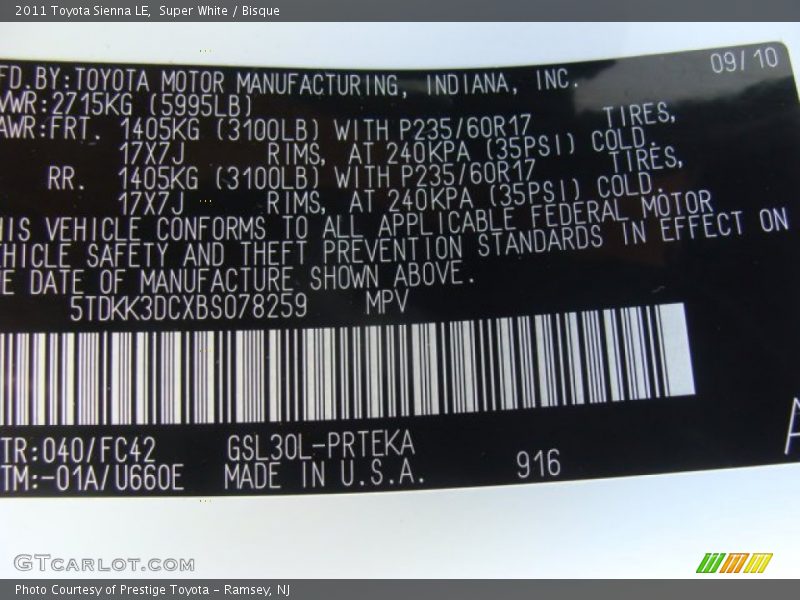 2011 Toyota Sienna LE, Super White / Bisque
09/10
FD.BY:TOYOTA MOTOR MANUFACTURING, INDIANA, INC.
VWR:2715KG (5995LB)
AWR:FRT. 1405KG (3100LB) WITH P235/60R17 TIRES,
17X7J RIMS, AT 240KPA (35PSI) COLD.
RR. 1405KG (3100LB) WITH P235/60R17 TIRES,
17X7J RIMS, AT 240KPA (35PSI) COLD.
HIS VEHICLE CONFORMS TO ALL APPLICABLE FEDERAL MOTOR
EHICLE SAFETY AND THEFT PREVENTION STANDARDS IN EFFECT ON
E DATE OF MANUFACTURE SHOWN ABOVE.
5TDKK3DCXBS078259 MPV
TR:040/FC42 GSL30L-PRTEKA
TM:-01A/U660E MADE IN U.S.A. 916
A
GTCARLOT.COM
Photo Courtesy of Prestige Toyota - Ramsey, NJ